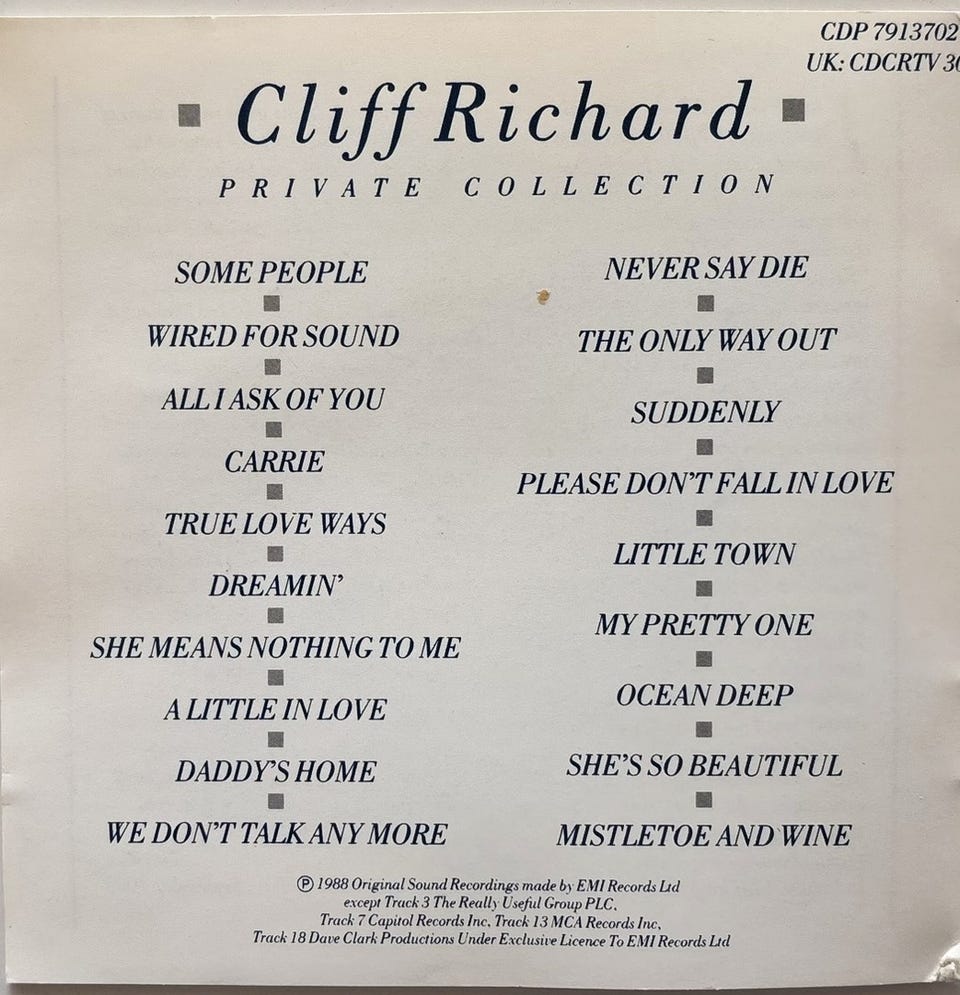 CDP 7913702
UK: CDCRTV 30
Cliff Richard
PRIVATE COLLECTION
SOME PEOPLE
WIRED FOR SOUND
ALL I ASK OF YOU
CARRIE
TRUE LOVE WAYS
DREAMIN'
SHE MEANS NOTHING TO ME
A LITTLE IN LOVE
DADDY'S HOME
WE DON'T TALK ANY MORE
NEVER SAY DIE
THE ONLY WAY OUT
SUDDENLY
PLEASE DON'T FALL IN LOVE
LITTLE TOWN
MY PRETTY ONE
OCEAN DEEP
SHE'S SO BEAUTIFUL
MISTLETOE AND WINE
Ⓟ 1988 Original Sound Recordings made by EMI Records Ltd
except Track 3 The Really Useful Group PLC,
Track 7 Capitol Records Inc, Track 13 MCA Records Inc,
Track 18 Dave Clark Productions Under Exclusive Licence To EMI Records Ltd